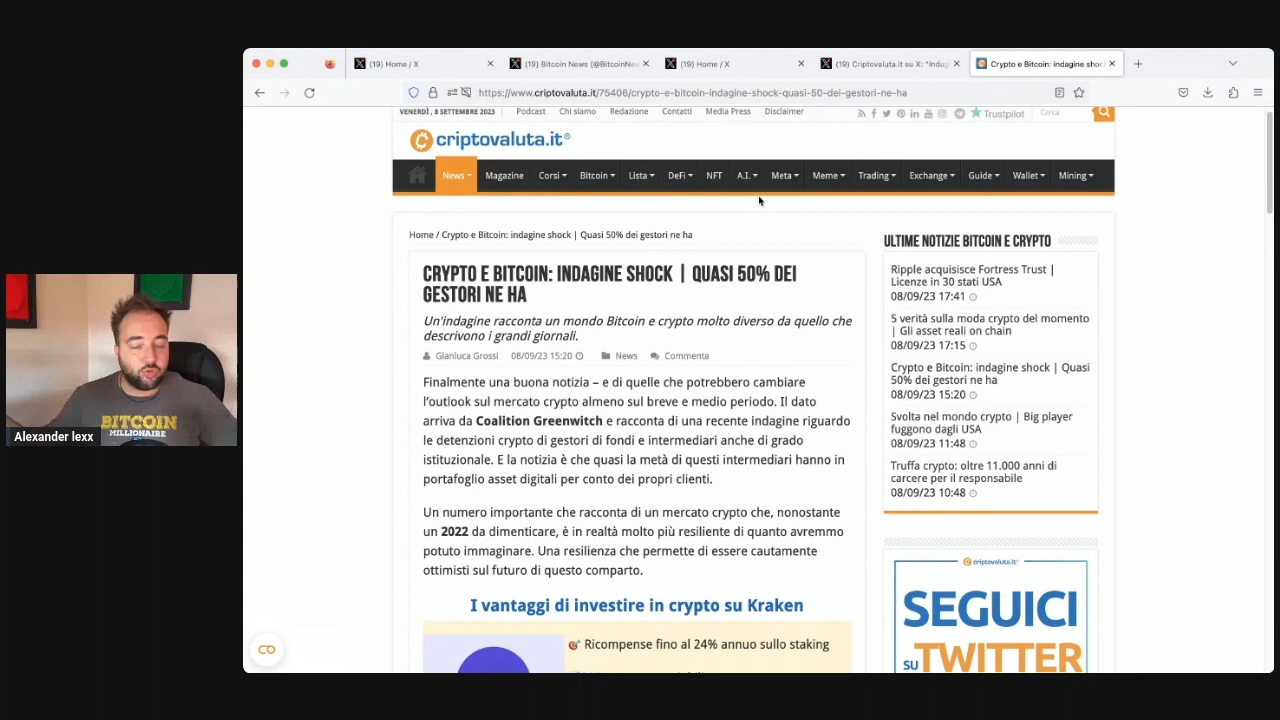 (19) Home / X
(19) Bitcoin News (@BitcoinNew
(19) Home / X
(19) Criptovaluta.it su X: "Indag
Crypto e Bitcoin: indagine shoc
https://www.criptovaluta.it/75406/crypto-e-bitcoin-indagine-shock-quasi-50-dei-gestori-ne-ha
VENERDÌ, 8 SETTEMBRE 2023
Podcast
Chi siamo
Redazione
Contatti
Media Press
Disclaimer
Trustpilot
Cerca
criptovaluta.it®
News
Magazine
Corsi
Bitcoin
Lista
DeFi
NFT
A.I.
Meta
Meme
Trading
Exchange
Guide
Wallet
Mining
Home / Crypto e Bitcoin: indagine shock | Quasi 50% dei gestori ne ha
CRYPTO E BITCOIN: INDAGINE SHOCK | QUASI 50% DEI
GESTORI NE HA
Un'indagine racconta un mondo Bitcoin e crypto molto diverso da quello che
descrivono i grandi giornali.
Gianluca Grossi 08/09/23 15:20 News Commenta
Finalmente una buona notizia – e di quelle che potrebbero cambiare
l'outlook sul mercato crypto almeno sul breve e medio periodo. Il dato
arriva da Coalition Greenwitch e racconta di una recente indagine riguardo
le detenzioni crypto di gestori di fondi e intermediari anche di grado
istituzionale. E la notizia è che quasi la metà di questi intermediari hanno in
portafoglio asset digitali per conto dei propri clienti.
Un numero importante che racconta di un mercato crypto che, nonostante
un 2022 da dimenticare, è in realtà molto più resiliente di quanto avremmo
potuto immaginare. Una resilienza che permette di essere cautamente
ottimisti sul futuro di questo comparto.
I vantaggi di investire in crypto su Kraken
Ricompense fino al 24% annuo sullo staking
ULTIME NOTIZIE BITCOIN E CRYPTO
Ripple acquisisce Fortress Trust |
Licenze in 30 stati USA
08/09/23 17:41
5 verità sulla moda crypto del momento
| Gli asset reali on chain
08/09/23 17:15
Crypto e Bitcoin: indagine shock | Quasi
50% dei gestori ne ha
08/09/23 15:20
Svolta nel mondo crypto | Big player
fuggono dagli USA
08/09/23 11:48
Truffa crypto: oltre 11.000 anni di
carcere per il responsabile
08/09/23 10:48
criptovaluta.it
SEGUICI
SU TWITTER
BITCOIN
MILLIONAIRE
Alexander lexx